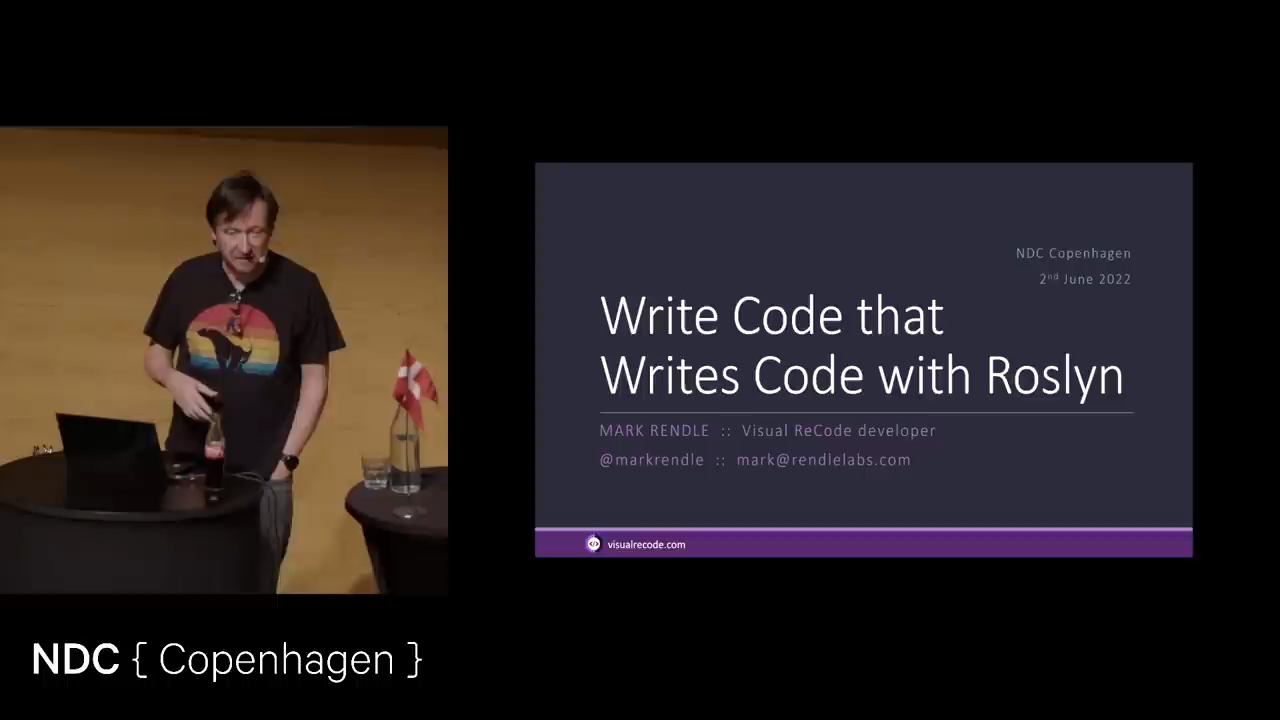 NDC Copenhagen
2nd June 2022
Write Code that
Writes Code with Roslyn
MARK RENDLE :: Visual ReCode developer
@markrendle :: mark@rendlelabs.com
</> visualrecode.com
NDC { Copenhagen }